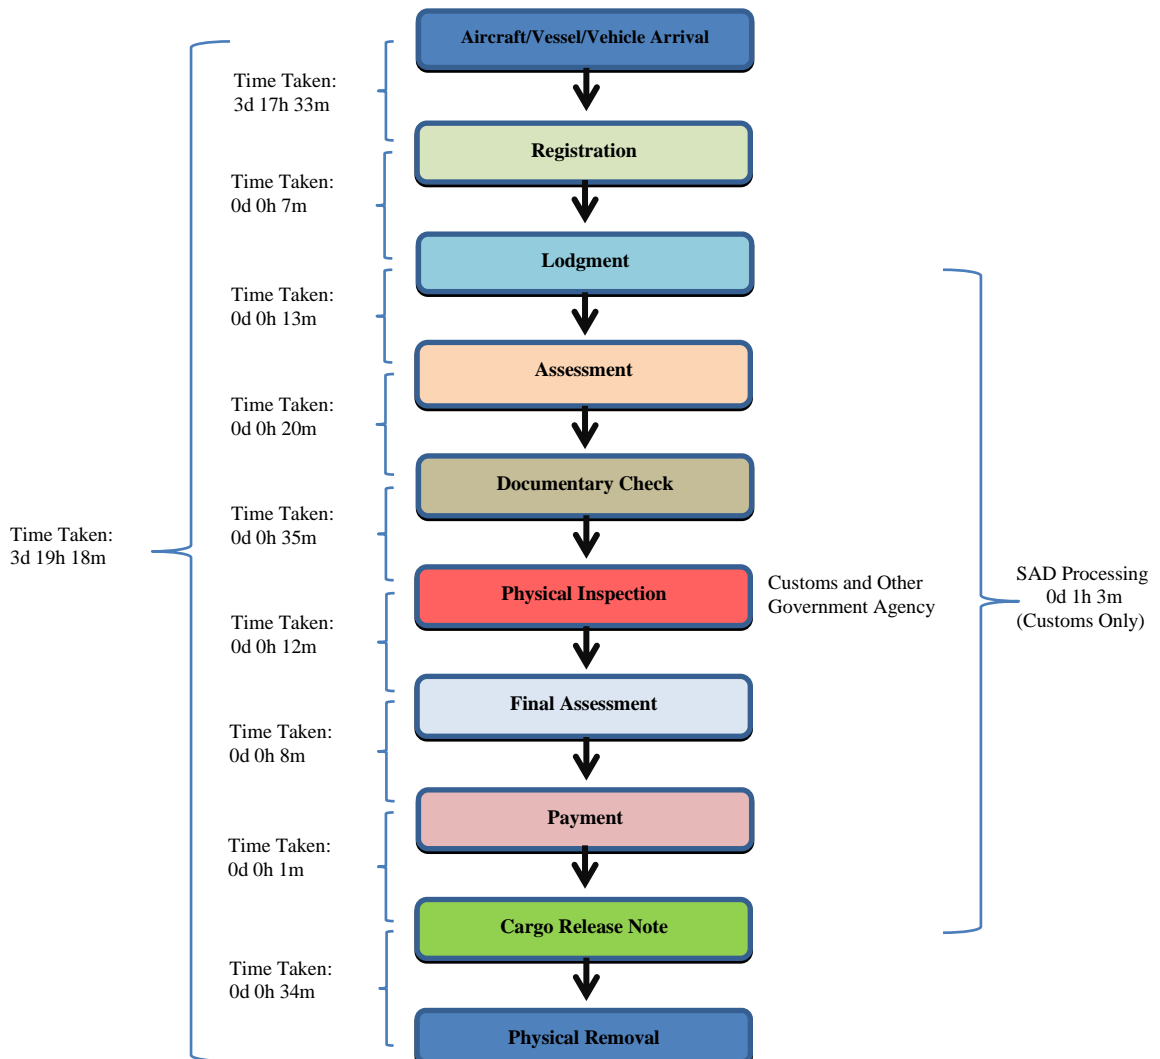 Aircraft/Vessel/Vehicle Arrival
Time Taken:
3d 17h 33m
Registration
Time Taken:
0d 0h 7m
Lodgment
Time Taken:
0d 0h 13m
Assessment
Time Taken:
0d 0h 20m
Documentary Check
Time Taken:
0d 0h 35m
Time Taken:
3d 19h 18m
Physical Inspection
Customs and Other
Government Agency
SAD Processing
0d 1h 3m
(Customs Only)
Time Taken:
0d 0h 12m
Final Assessment
Time Taken:
0d 0h 8m
Payment
Time Taken:
0d 0h 1m
Cargo Release Note
Time Taken:
0d 0h 34m
Physical Removal